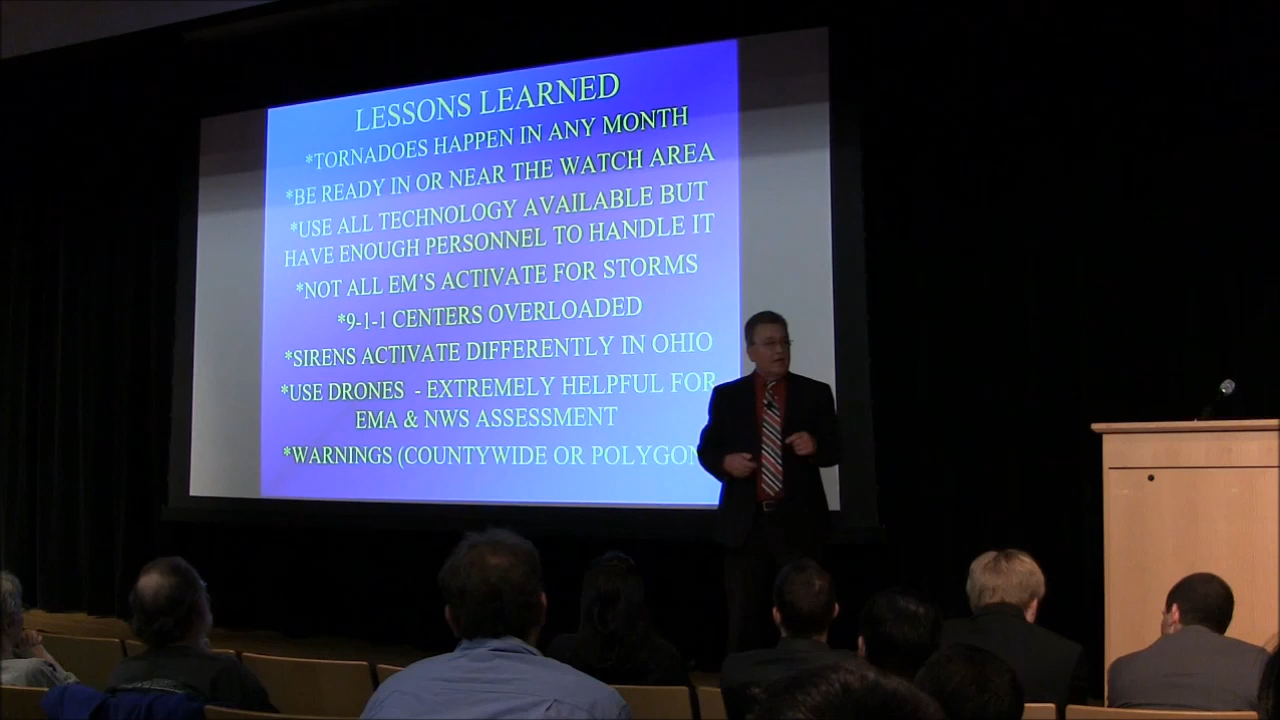 LESSONS LEARNED
*TORNADOES HAPPEN IN ANY MONTH
*BE READY IN OR NEAR THE WATCH AREA
*USE ALL TECHNOLOGY AVAILABLE BUT
HAVE ENOUGH PERSONNEL TO HANDLE IT
*NOT ALL EM'S ACTIVATE FOR STORMS
*9-1-1 CENTERS OVERLOADED
*SIRENS ACTIVATE DIFFERENTLY IN OHIO
*USE DRONES - EXTREMELY HELPFUL FOR
EMA & NWS ASSESSMENT
*WARNINGS (COUNTYWIDE OR POLYGON